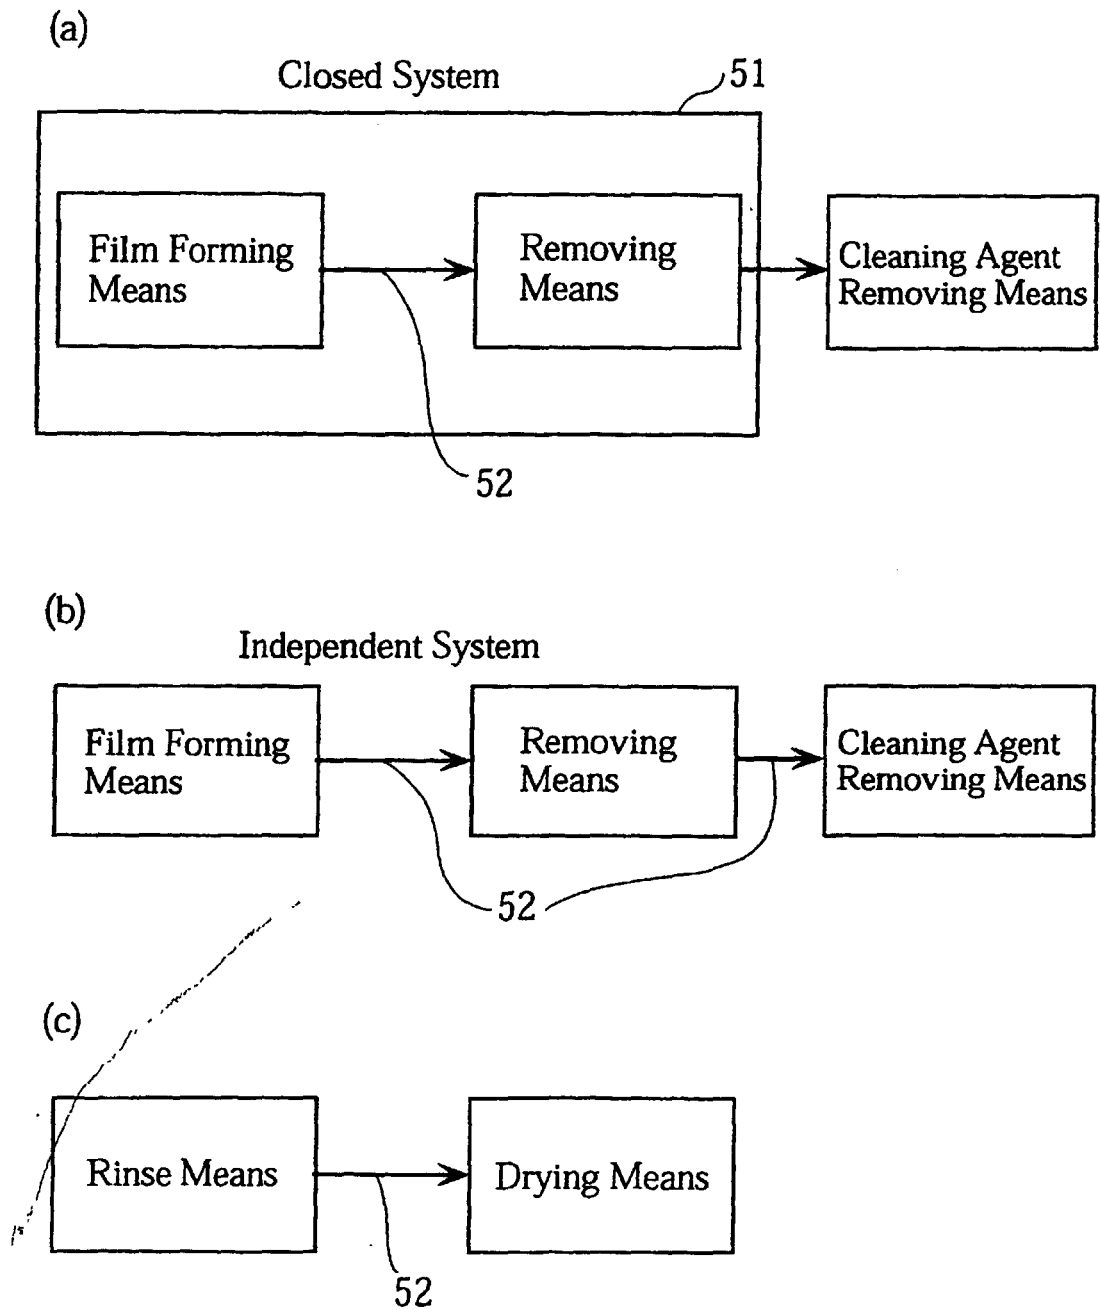 (a)
Closed System
51
Film Forming
Means
Removing
Means
Cleaning Agent
Removing Means
52
(b)
Independent System
Film Forming
Means
Removing
Means
Cleaning Agent
Removing Means
52
(c)
Rinse Means
Drying Means
52